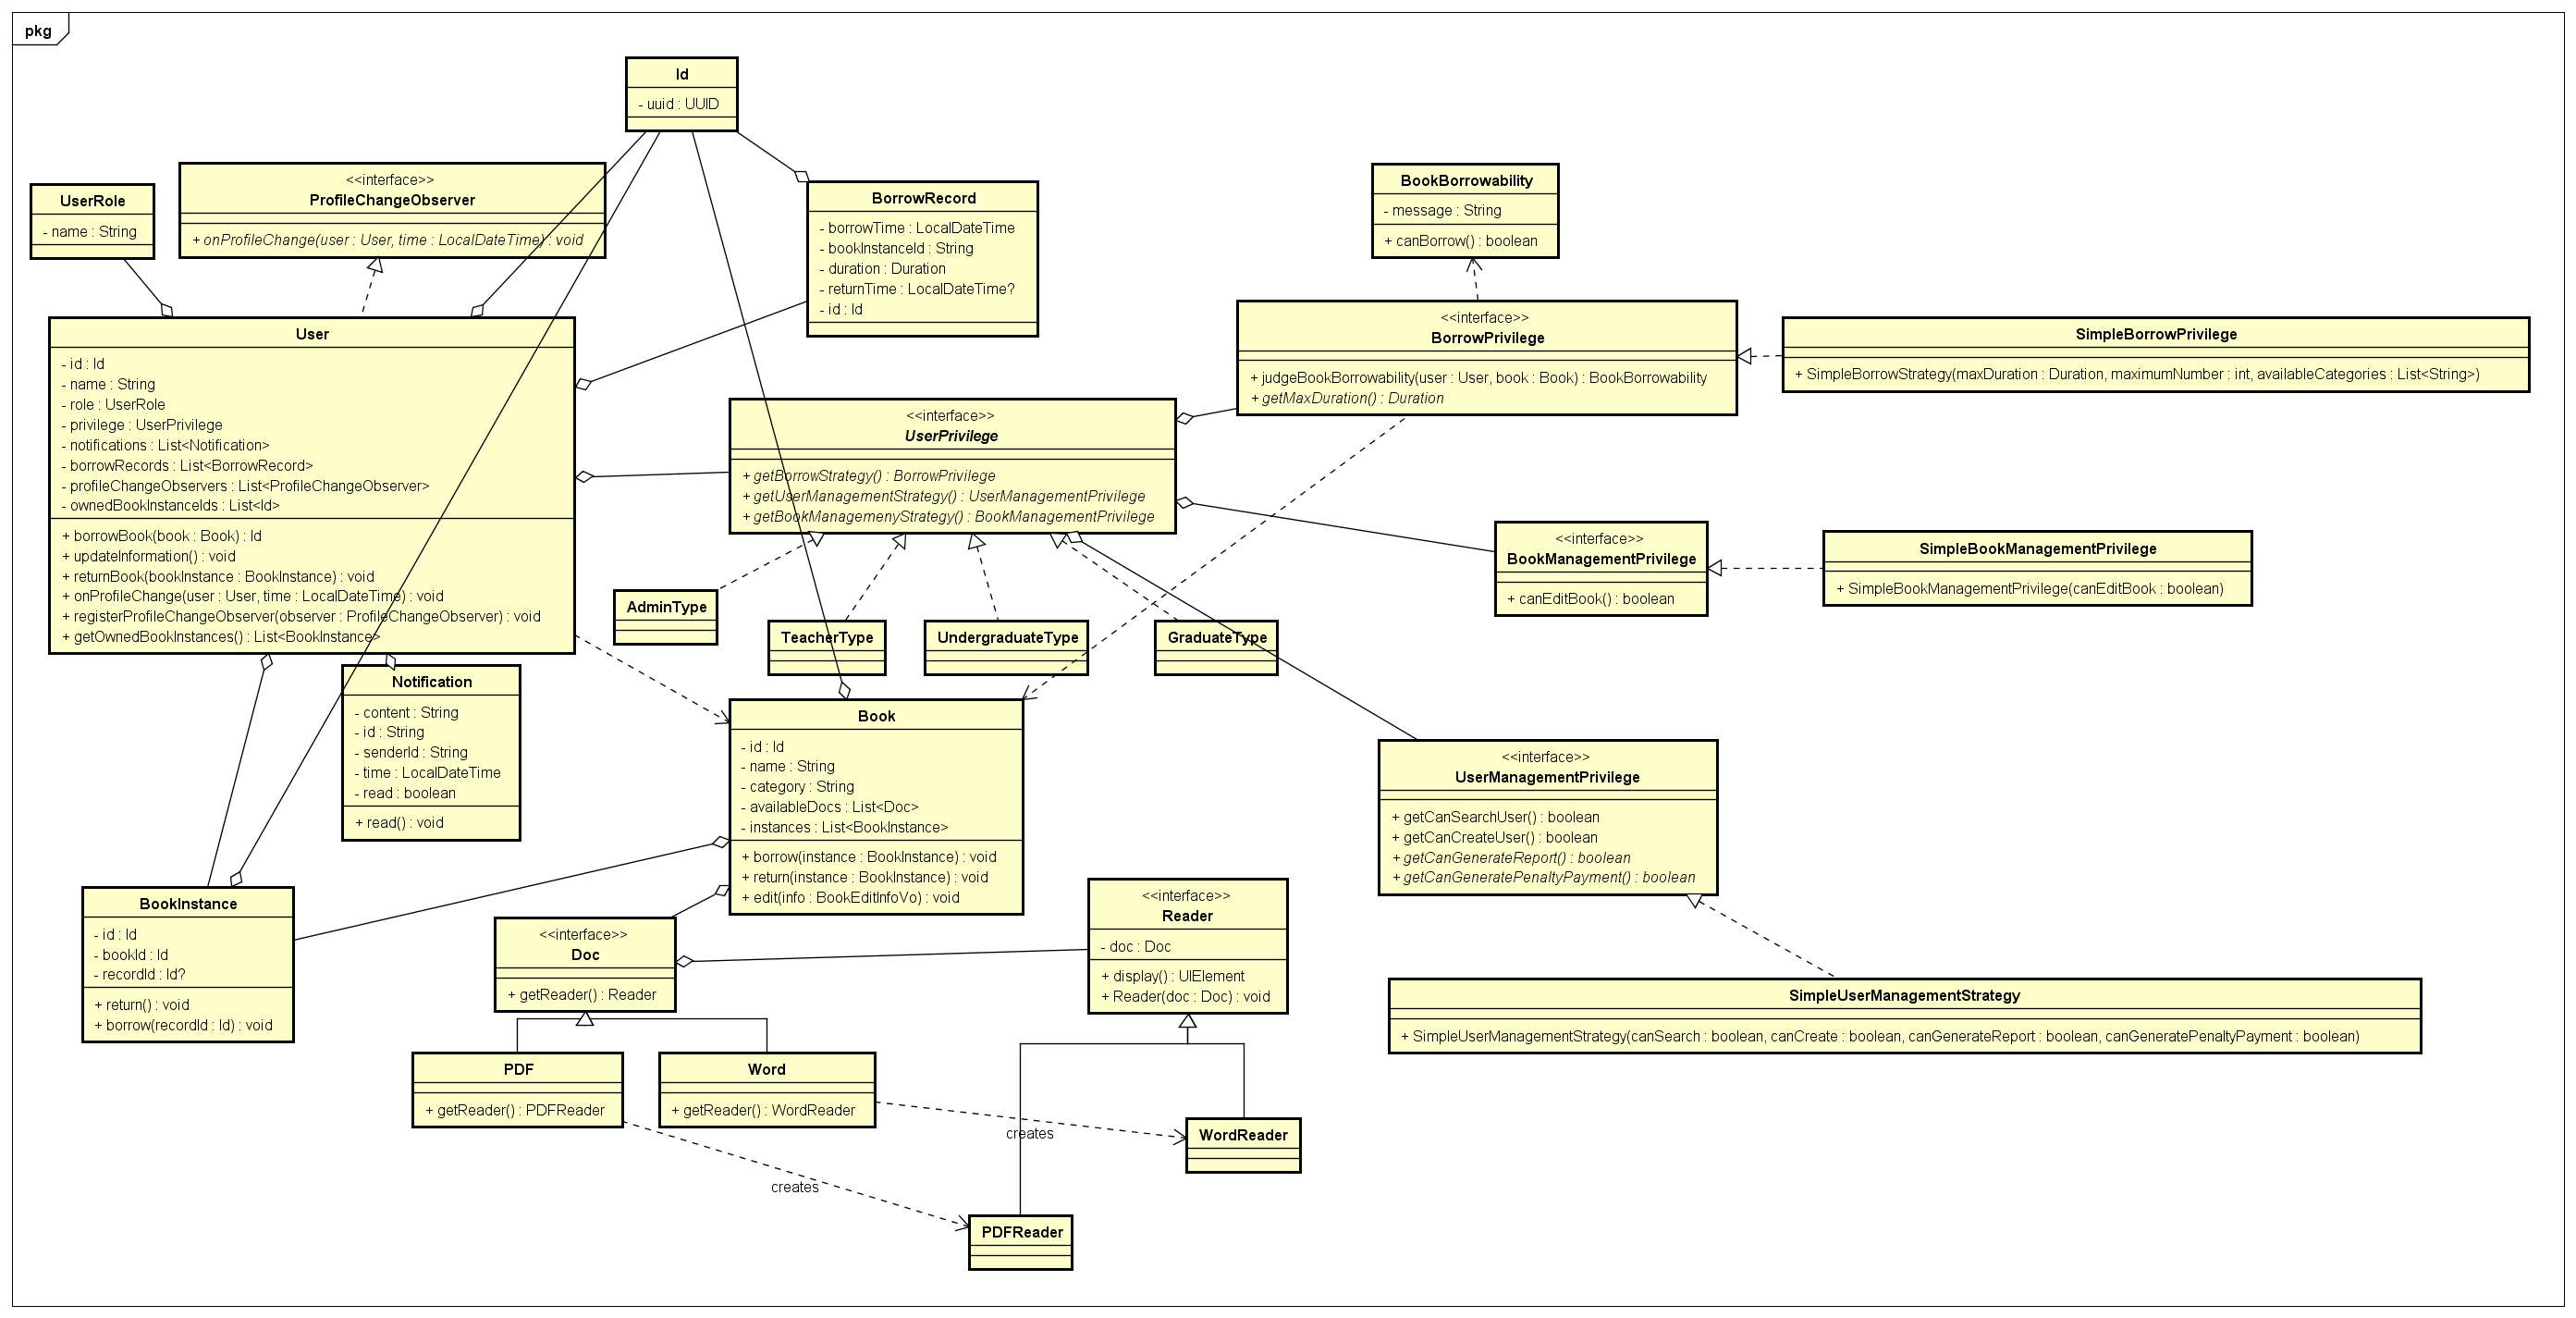 pkg
Id
- uuid : UUID
UserRole
- name : String
<<interface>>
ProfileChangeObserver
+ onProfileChange(user : User, time : LocalDateTime) : void
BorrowRecord
- borrowTime : LocalDateTime
- bookInstanceId : String
- duration : Duration
- returnTime : LocalDateTime?
- id : Id
BookBorrowability
- message : String
+ canBorrow() : boolean
User
- id : Id
- name : String
- role : UserRole
- privilege : UserPrivilege
- notifications : List<Notification>
- borrowRecords : List<BorrowRecord>
- profileChangeObservers : List<ProfileChangeObserver>
- ownedBookInstanceIds : List<Id>
+ borrowBook(book : Book) : Id
+ updateInformation() : void
+ returnBook(bookInstance : BookInstance) : void
+ onProfileChange(user : User, time : LocalDateTime) : void
+ registerProfileChangeObserver(observer : ProfileChangeObserver) : void
+ getOwnedBookInstances() : List<BookInstance>
<<interface>>
BorrowPrivilege
+ judgeBookBorrowability(user : User, book : Book) : BookBorrowability
+ getMaxDuration() : Duration
SimpleBorrowPrivilege
+ SimpleBorrowStrategy(maxDuration : Duration, maximumNumber : int, availableCategories : List<String>)
<<interface>>
UserPrivilege
+ getBorrowStrategy() : BorrowPrivilege
+ getUserManagementStrategy() : UserManagementPrivilege
+ getBookManagemenyStrategy() : BookManagementPrivilege
<<interface>>
BookManagementPrivilege
+ canEditBook() : boolean
SimpleBookManagementPrivilege
+ SimpleBookManagementPrivilege(canEditBook : boolean)
AdminType
TeacherType
UndergraduateType
GraduateType
Notification
- content : String
- id : String
- senderId : String
- time : LocalDateTime
- read : boolean
+ read() : void
Book
- id : Id
- name : String
- category : String
- availableDocs : List<Doc>
- instances : List<BookInstance>
+ borrow(instance : BookInstance) : void
+ return(instance : BookInstance) : void
+ edit(info : BookEditInfoVo) : void
<<interface>>
UserManagementPrivilege
+ getCanSearchUser() : boolean
+ getCanCreateUser() : boolean
+ getCanGenerateReport() : boolean
+ getCanGeneratePenaltyPayment() : boolean
BookInstance
- id : Id
- bookId : Id
- recordId : Id?
+ return() : void
+ borrow(recordId : Id) : void
<<interface>>
Doc
+ getReader() : Reader
<<interface>>
Reader
- doc : Doc
+ display() : UIElement
+ Reader(doc : Doc) : void
SimpleUserManagementStrategy
+ SimpleUserManagementStrategy(canSearch : boolean, canCreate : boolean, canGenerateReport : boolean, canGeneratePenaltyPayment : boolean)
PDF
+ getReader() : PDFReader
Word
+ getReader() : WordReader
creates
WordReader
creates
PDFReader